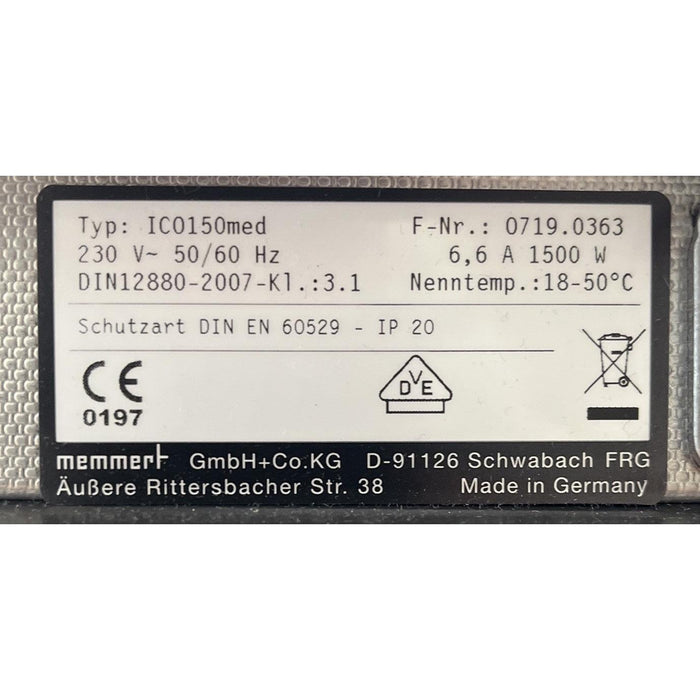 Typ: ICO150med F-Nr.: 0719.0363
230 V~ 50/60 Hz 6,6 A 1500 W
DIN12880-2007-Kl.:3.1 Nenntemp.:18-50°C
Schutzart DIN EN 60529 - IP 20
CE
0197
DVE
memmert GmbH+Co.KG D-91126 Schwabach FRG
Äußere Rittersbacher Str. 38 Made in Germany